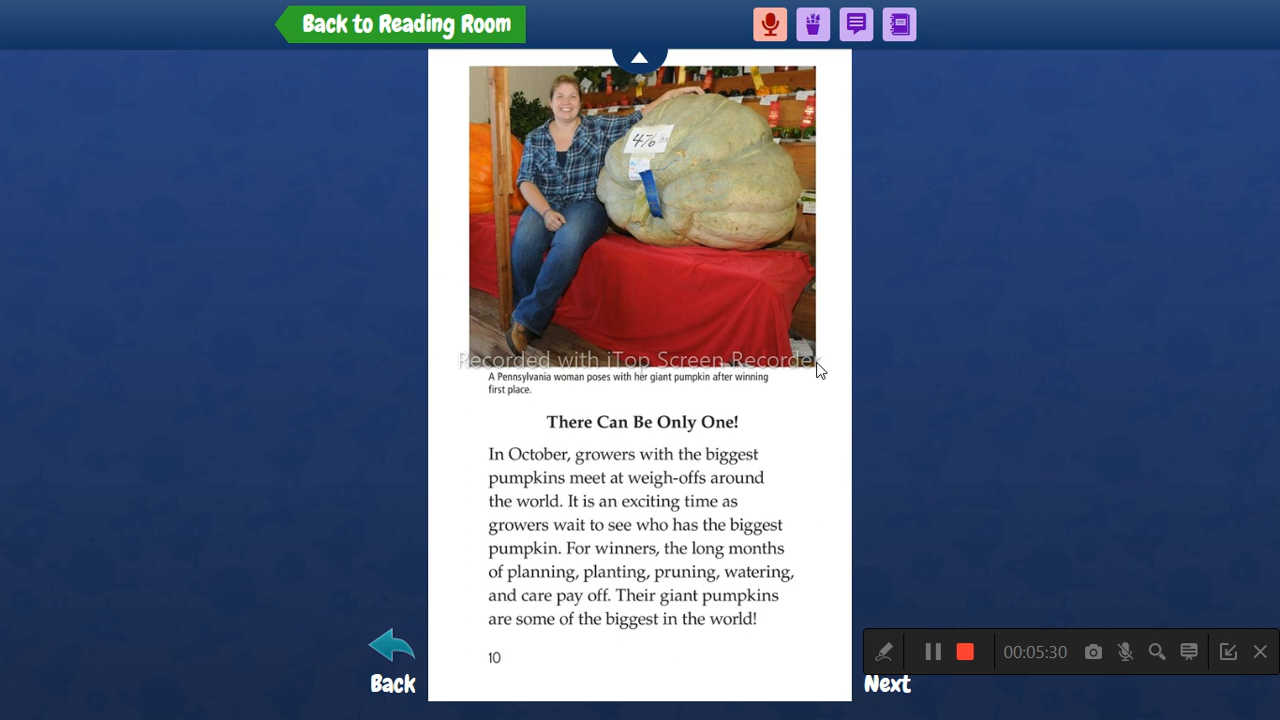 Back to Reading Room
476 lbs
Recorded with iTop Screen Recorder
A Pennsylvania woman poses with her giant pumpkin after winning
first place.
There Can Be Only One!
In October, growers with the biggest
pumpkins meet at weigh-offs around
the world. It is an exciting time as
growers wait to see who has the biggest
pumpkin. For winners, the long months
of planning, planting, pruning, watering,
and care pay off. Their giant pumpkins
are some of the biggest in the world!
10
00:05:30
Back
Next